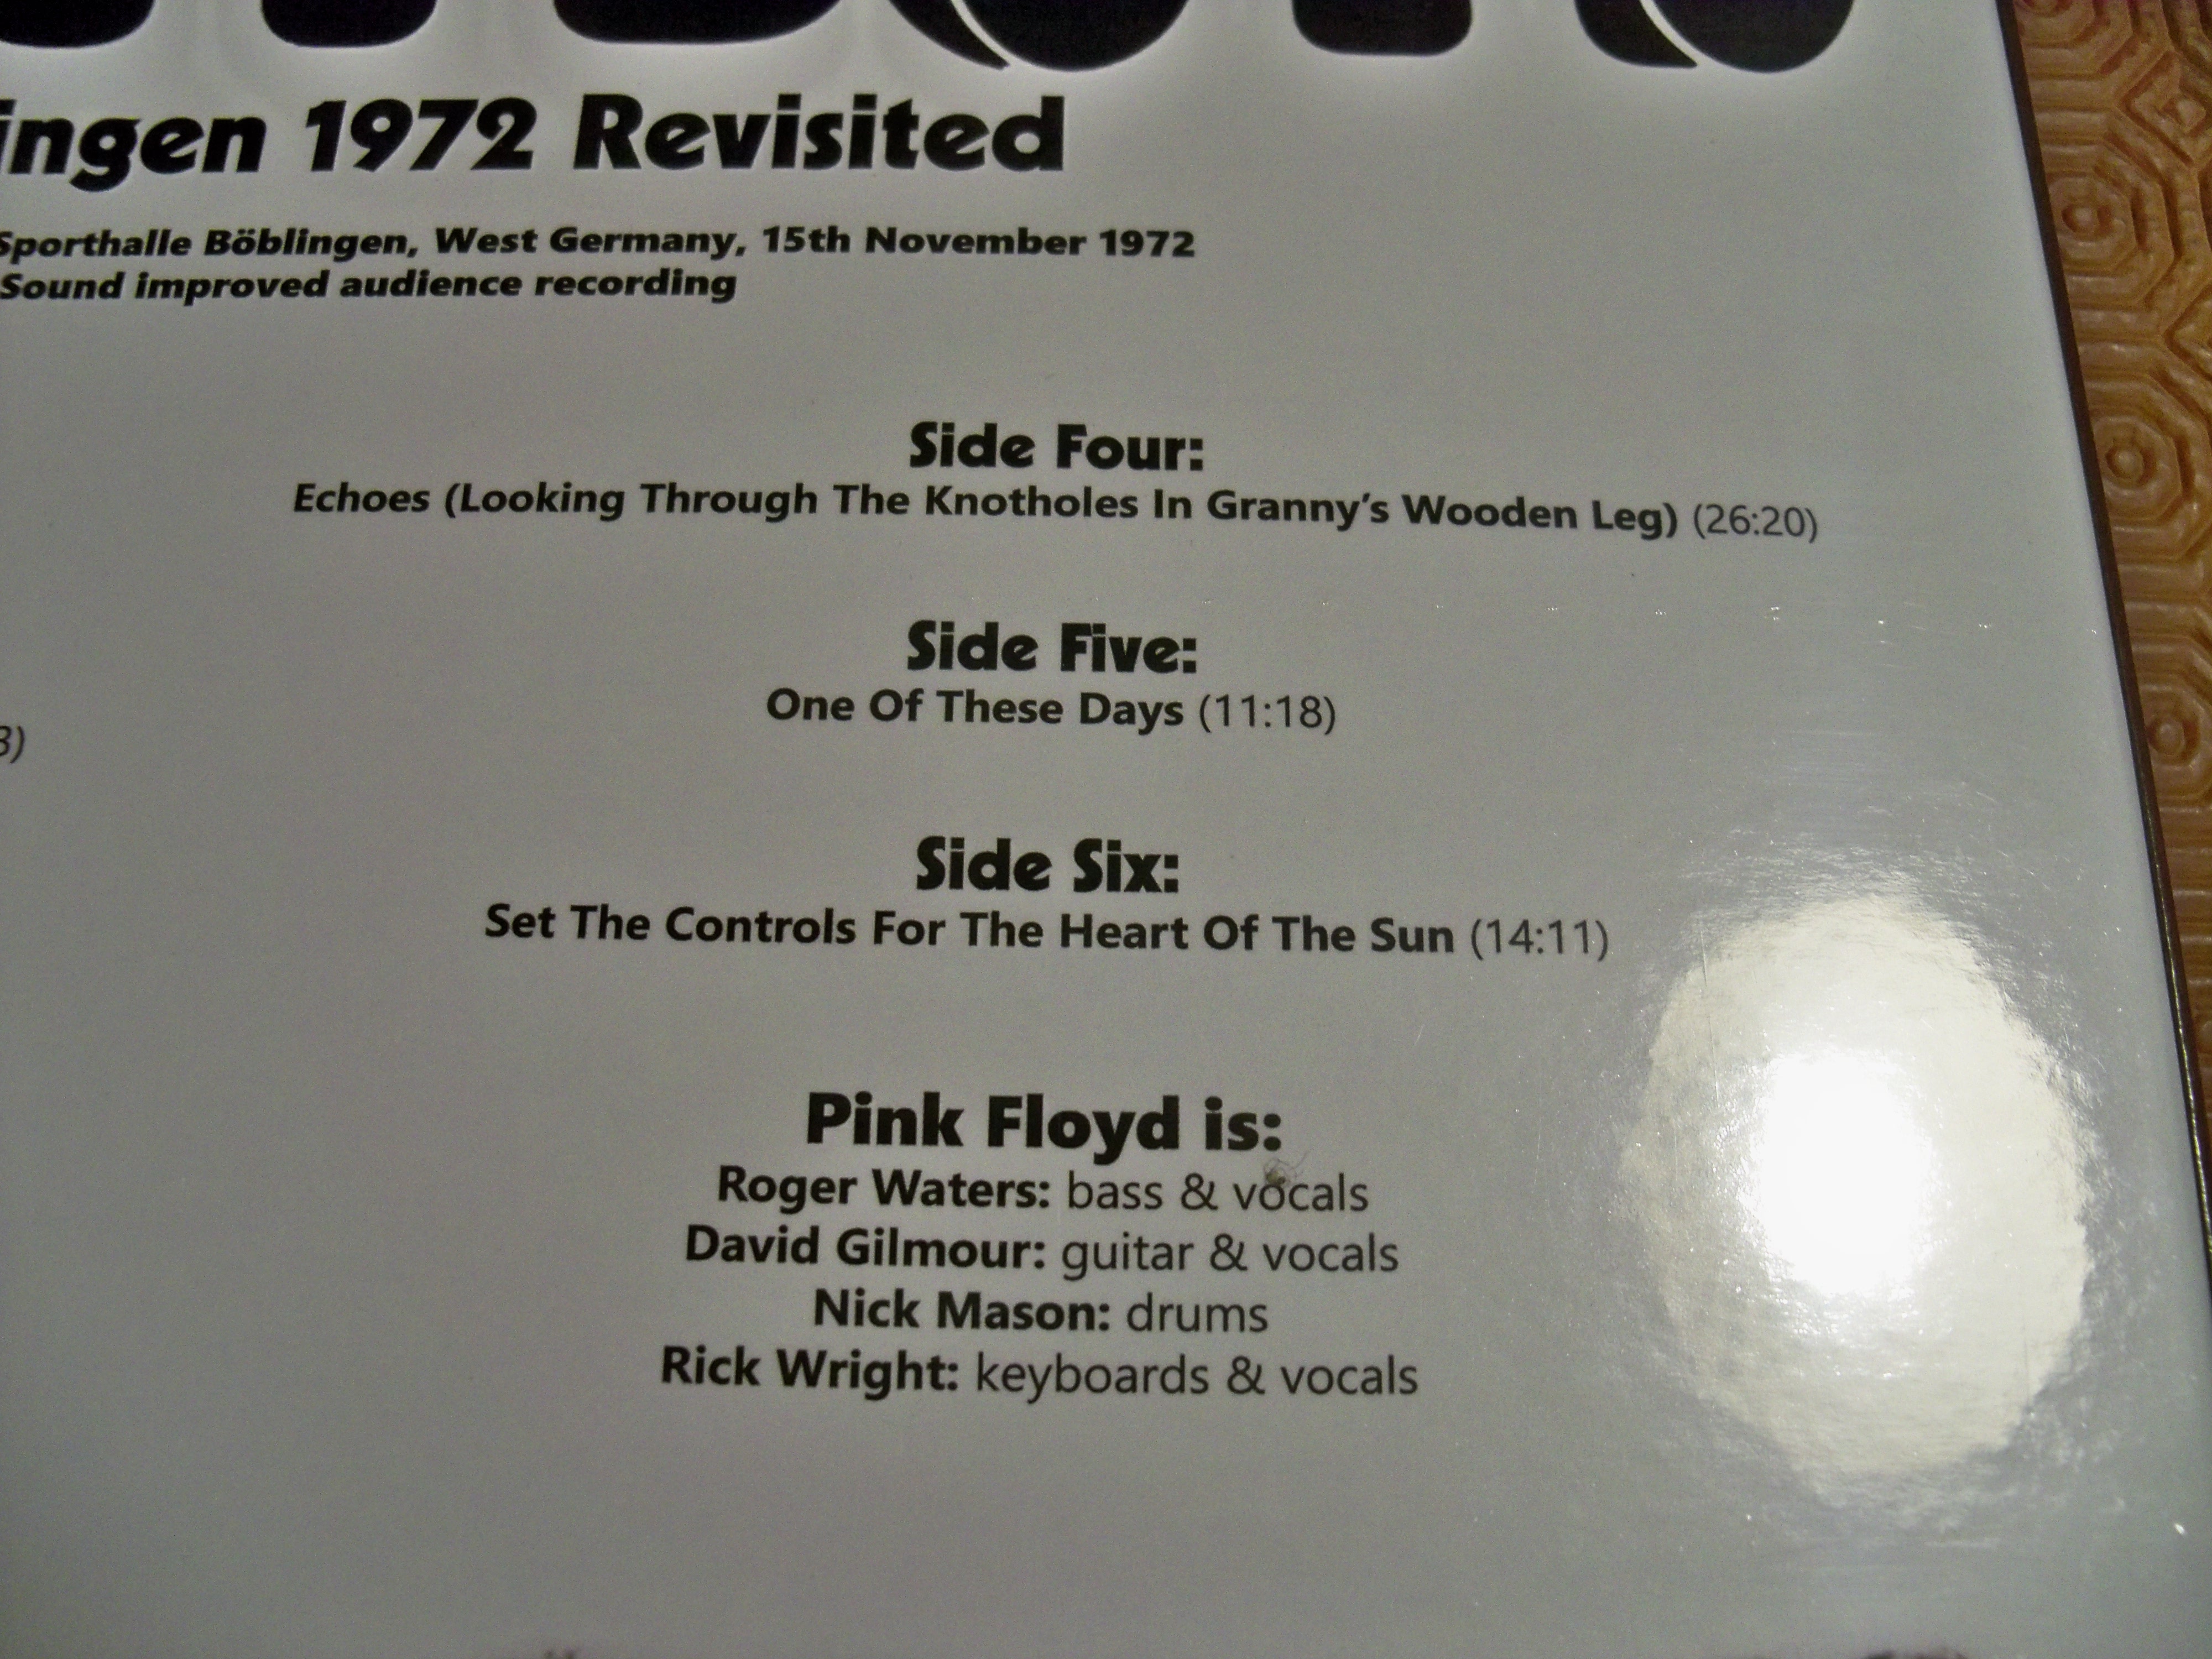 ingen 1972 Revisited
Sporthalle Böblingen, West Germany, 15th November 1972
Sound improved audience recording
Side Four:
Echoes (Looking Through The Knotholes In Granny's Wooden Leg) (26:20)
Side Five:
One Of These Days (11:18)
3)
Side Six:
Set The Controls For The Heart Of The Sun (14:11)
Pink Floyd is:
Roger Waters: bass & vocals
David Gilmour: guitar & vocals
Nick Mason: drums
Rick Wright: keyboards & vocals